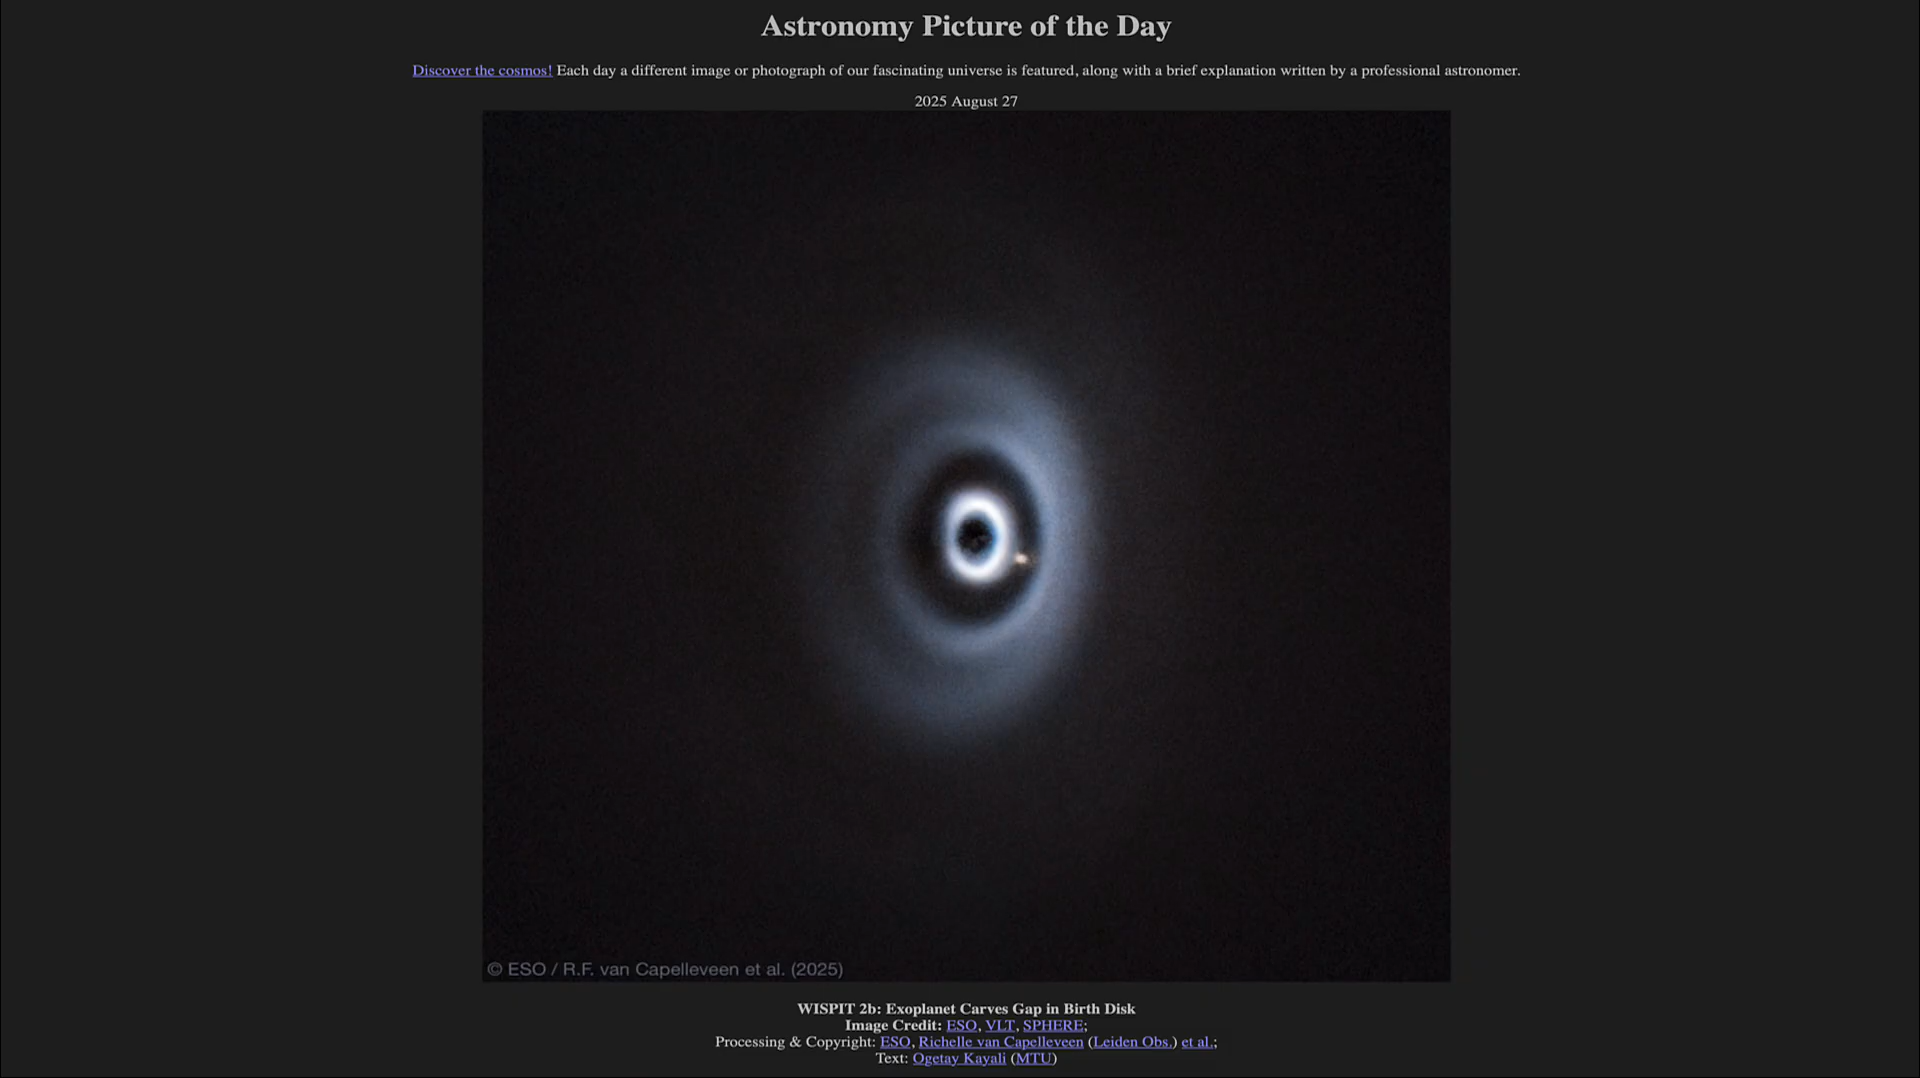 Astronomy Picture of the Day
Discover the cosmos! Each day a different image or photograph of our fascinating universe is featured, along with a brief explanation written by a professional astronomer.
2025 August 27
© ESO / R.F. van Capelleveen et al. (2025)
WISPIT 2b: Exoplanet Carves Gap in Birth Disk
Image Credit: ESO, VLT, SPHERE;
Processing & Copyright: ESO, Richelle van Capelleveen (Leiden Obs.) et al.;
Text: Ogetay Kayali (MTU)